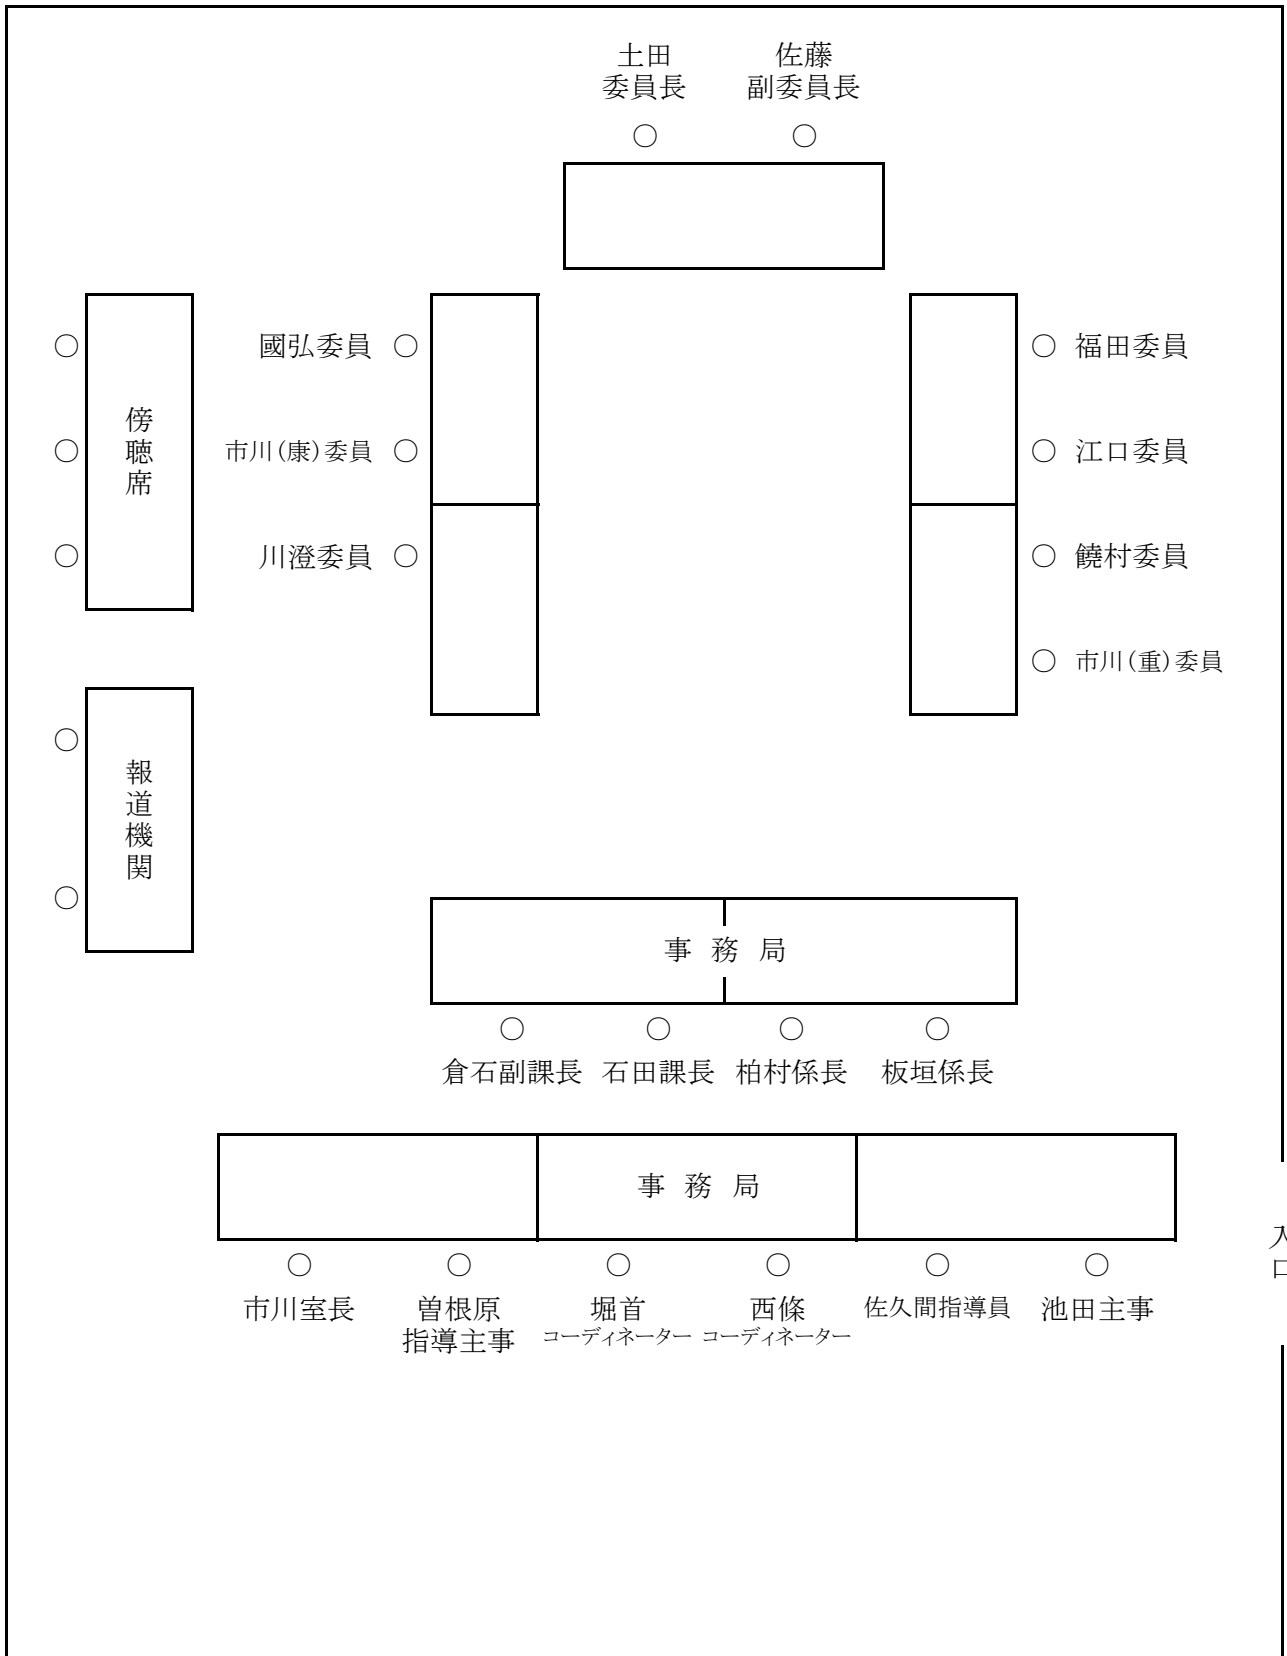 土田
委員長
佐藤
副委員長
國弘委員
福田委員
市川(康)委員
江口委員
川澄委員
饒村委員
市川(重)委員
傍聴席
報道機関
事 務 局
倉石副課長
石田課長
柏村係長
板垣係長
事 務 局
市川室長
曽根原
指導主事
堀首
コーディネーター
西條
コーディネーター
佐久間指導員
池田主事
入口